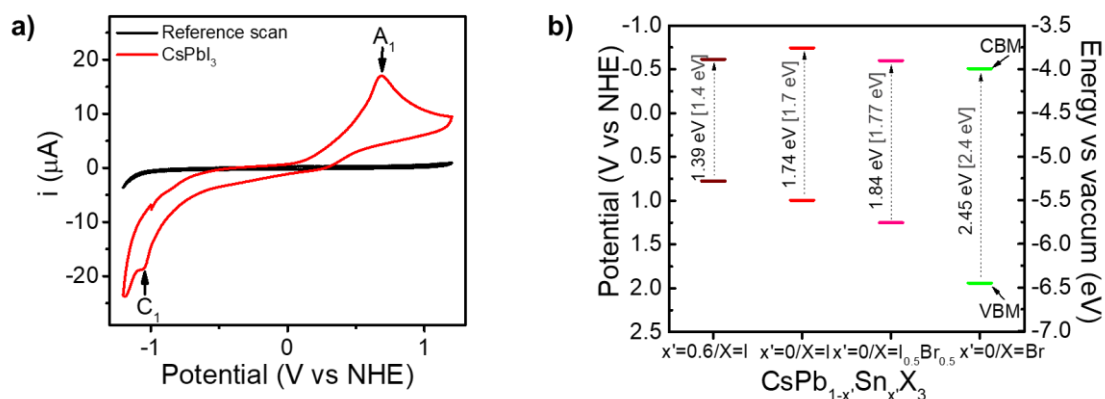 a)
Reference scan
CsPbI₃
A₁
C₁
20
10
0
-10
-20
i (µA)
-1
0
1
Potential (V vs NHE)
b)
-1.0
-0.5
0.0
0.5
1.0
1.5
2.0
2.5
Potential (V vs NHE)
1.39 eV [1.4 eV]
1.74 eV [1.7 eV]
1.84 eV [1.77 eV]
2.45 eV [2.4 eV]
CBM
VBM
-3.5
-4.0
-4.5
-5.0
-5.5
-6.0
-6.5
-7.0
Energy vs vaccum (eV)
x'=0.6/X=I
x'=0/X=I
x'=0/X=I₀.₅Br₀.₅
x'=0/X=Br
CsPb₁₋ₓ'Snₓ'X₃